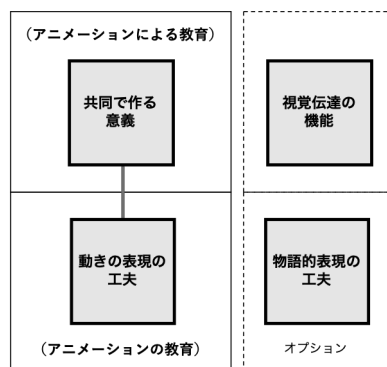 （アニメーションによる教育）
共同で作る
意義
視覚伝達の
機能
動きの表現の
工夫
物語的表現の
工夫
（アニメーションの教育）
オプション